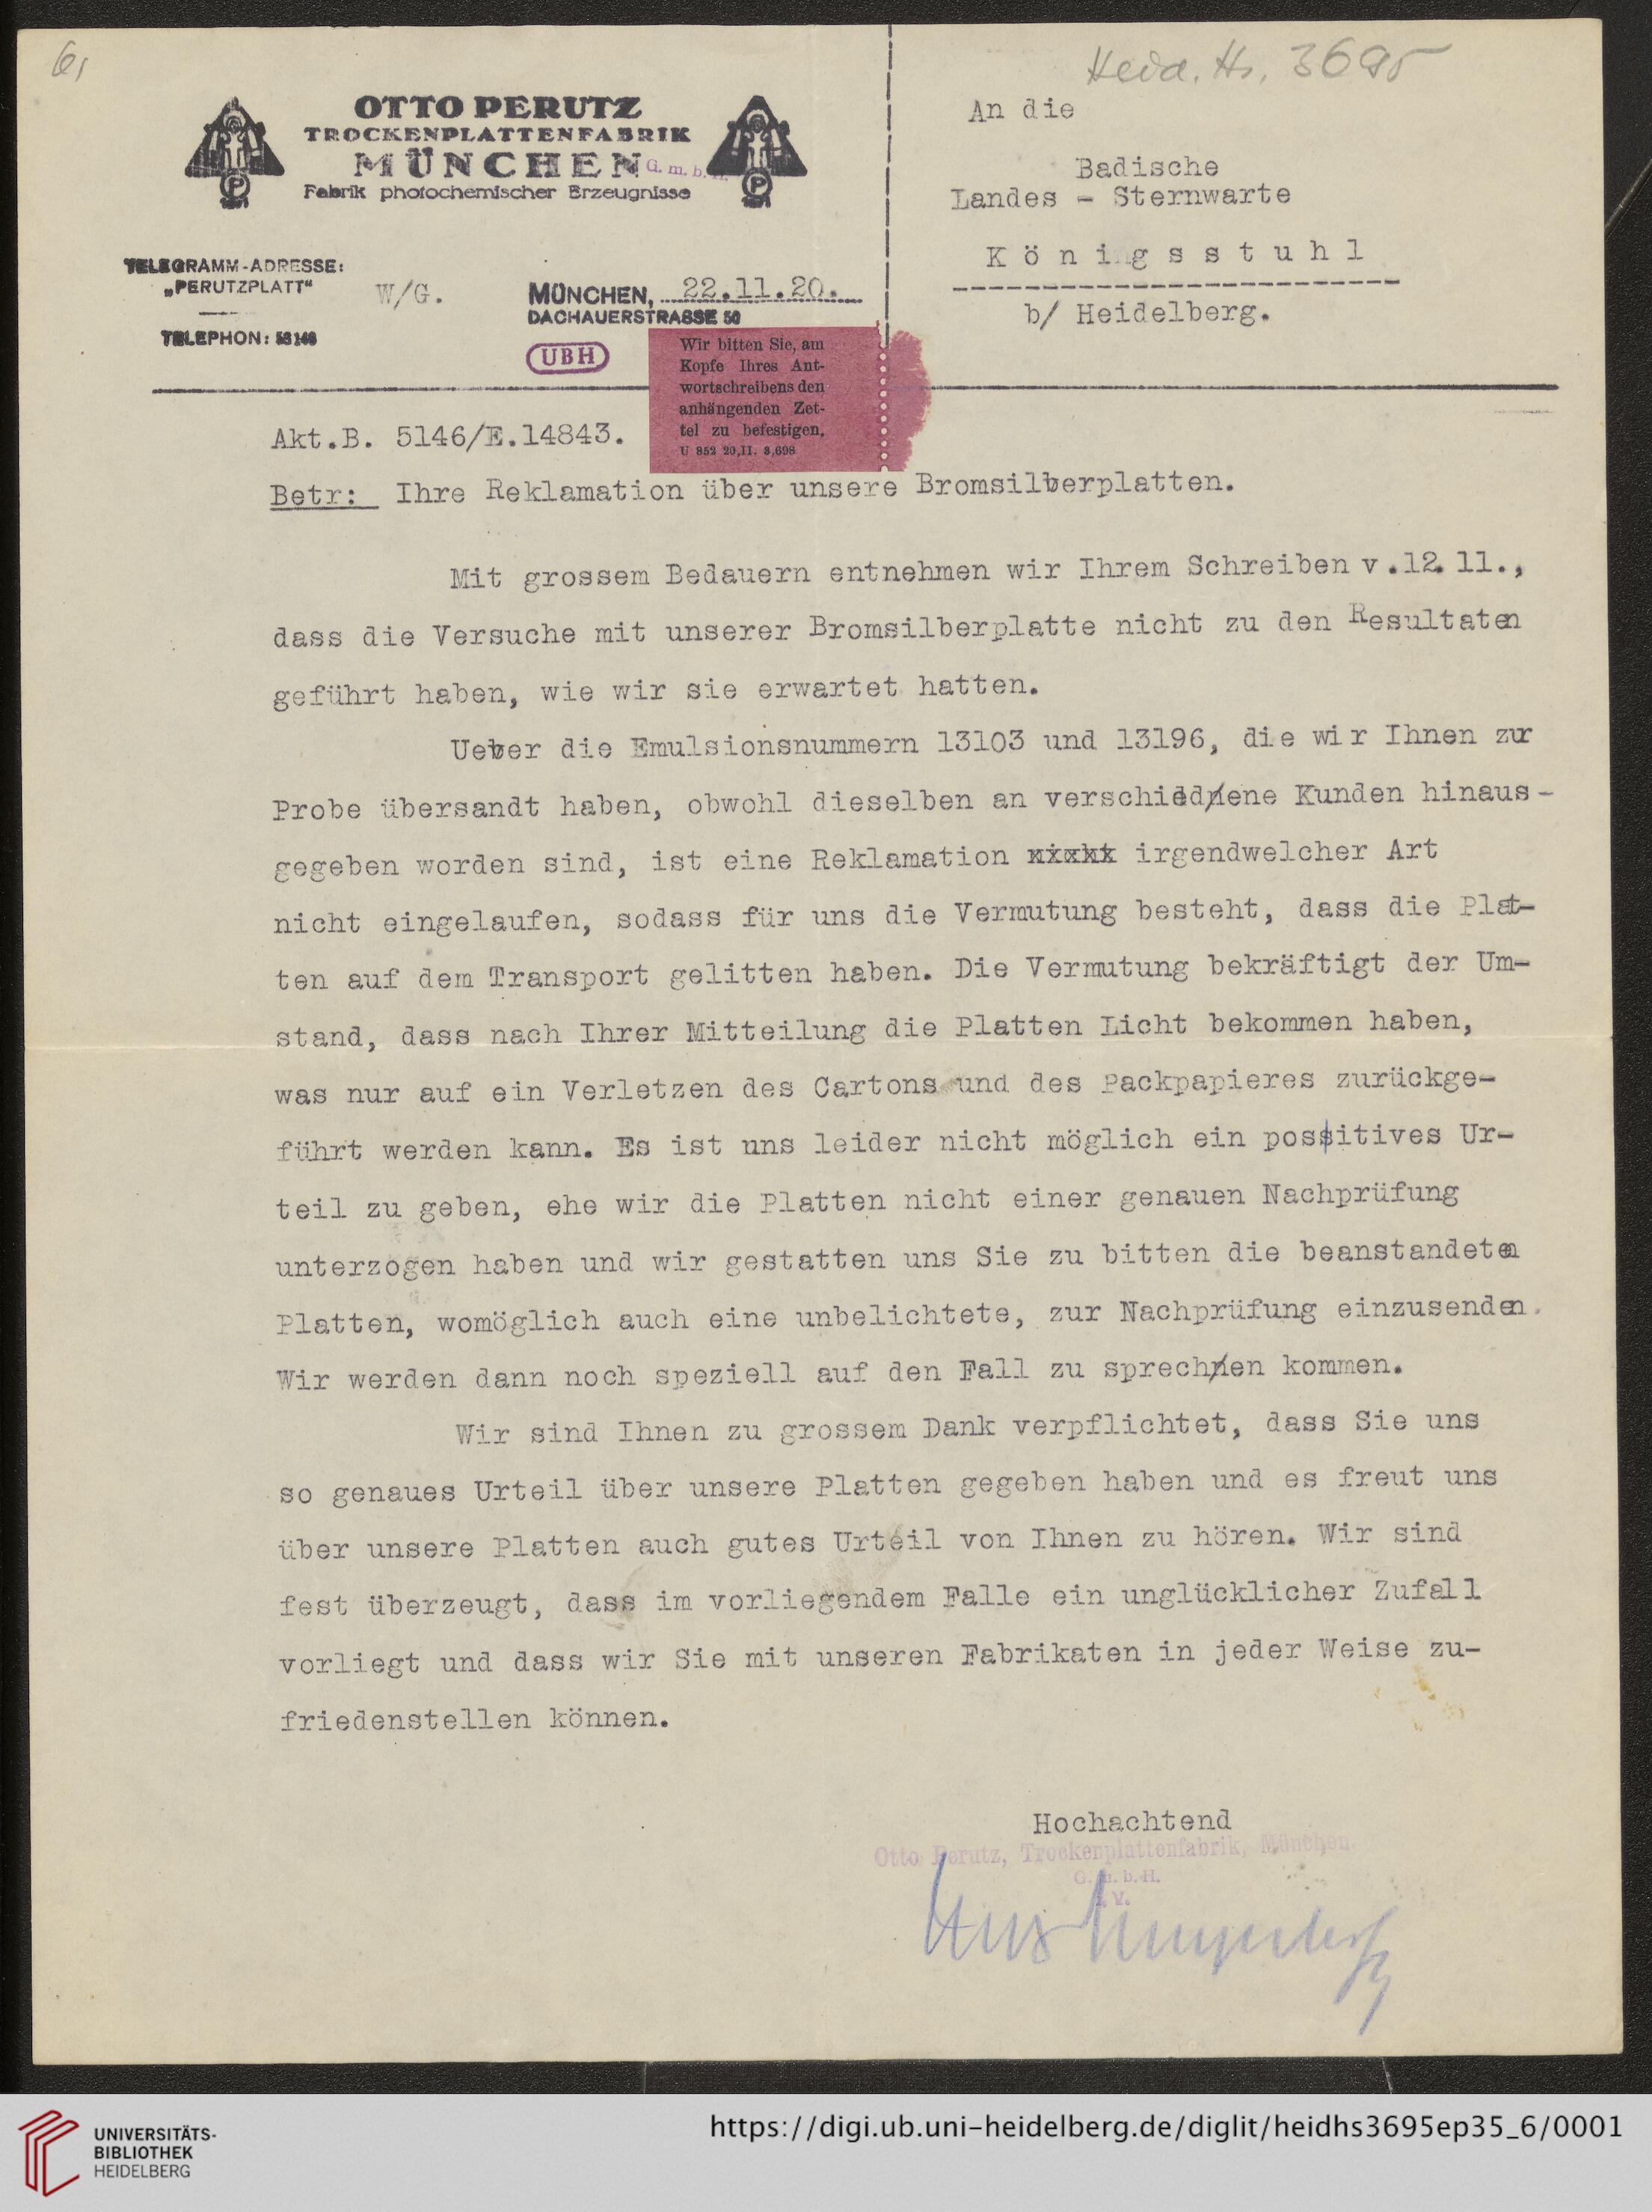 6,
Heid. Hs. 3695
OTTO PERUTZ
TROCKENPLATTENFABRIK
MÜNCHEN G. m. b. H.
Fabrik photochemischer Erzeugnisse
TELEGRAMM-ADRESSE:
„PERUTZPLATT“
TELEPHON:
W/G.
MÜNCHEN, 22.11.20.
DACHAUERSTRASSE 50
UBH
An die
Badische
Landes - Sternwarte
Königsstuhl
b/ Heidelberg.
Wir bitten Sie, am
Kopfe Ihres Ant-
wortschreibens den
anhängenden Zet-
tel zu befestigen.
U 852 20,II. 3,698
Akt.B. 5146/E.14843.
Betr: Ihre Reklamation über unsere Bromsilberplatten.
Mit grossem Bedauern entnehmen wir Ihrem Schreiben v.12.11.,
dass die Versuche mit unserer Bromsilberplatte nicht zu den Resultaten
geführt haben, wie wir sie erwartet hatten.
Ueber die Emulsionsnummern 13103 und 13196, die wir Ihnen zur
Probe übersandt haben, obwohl dieselben an verschiedene Kunden hinaus-
gegeben worden sind, ist eine Reklamation irgendwelcher Art
nicht eingelaufen, sodass für uns die Vermutung besteht, dass die Plat-
ten auf dem Transport gelitten haben. Die Vermutung bekräftigt der Um-
stand, dass nach Ihrer Mitteilung die Platten Licht bekommen haben,
was nur auf ein Verletzen des Cartons und des Packpapieres zurückge-
führt werden kann. Es ist uns leider nicht möglich ein possitives Ur-
teil zu geben, ehe wir die Platten nicht einer genauen Nachprüfung
unterzogen haben und wir gestatten uns Sie zu bitten die beanstandeten
Platten, womöglich auch eine unbelichtete, zur Nachprüfung einzusenden.
Wir werden dann noch speziell auf den Fall zu sprechen kommen.
Wir sind Ihnen zu grossem Dank verpflichtet, dass Sie uns
so genaues Urteil über unsere Platten gegeben haben und es freut uns
über unsere Platten auch gutes Urteil von Ihnen zu hören. Wir sind
fest überzeugt, dass im vorliegendem Falle ein unglücklicher Zufall
vorliegt und dass wir Sie mit unseren Fabrikaten in jeder Weise zu-
friedenstellen können.
Hochachtend
Otto Perutz, Trockenplattenfabrik, München
G. m. b. H.
UNIVERSITÄTS-
BIBLIOTHEK
HEIDELBERG
https://digi.ub.uni-heidelberg.de/diglit/heidhs3695ep35_6/0001